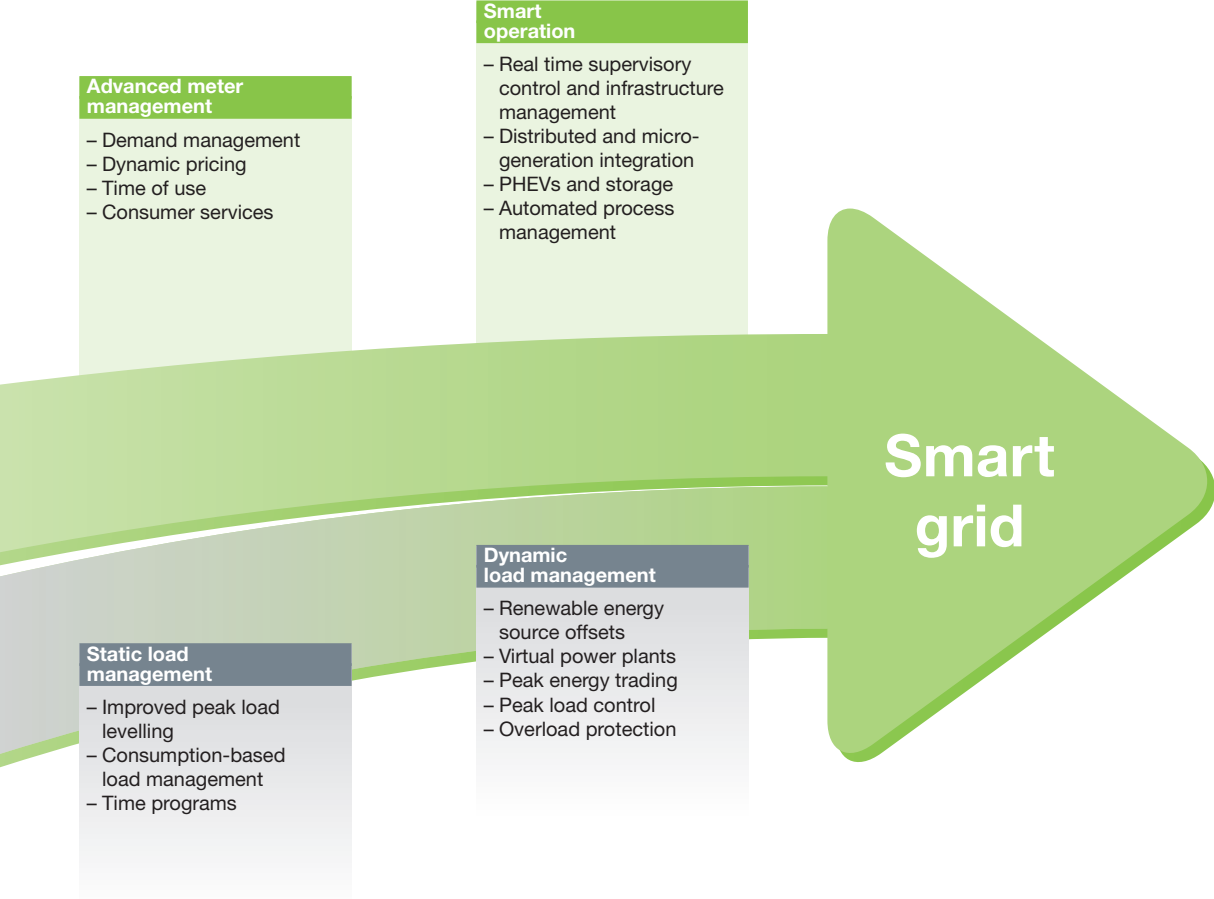 Smart
operation
– Real time supervisory
control and infrastructure
management
– Distributed and micro-
generation integration
– PHEVs and storage
– Automated process
management
Advanced meter
management
– Demand management
– Dynamic pricing
– Time of use
– Consumer services
Smart
grid
Dynamic
load management
– Renewable energy
source offsets
– Virtual power plants
– Peak energy trading
– Peak load control
– Overload protection
Static load
management
– Improved peak load
levelling
– Consumption-based
load management
– Time programs